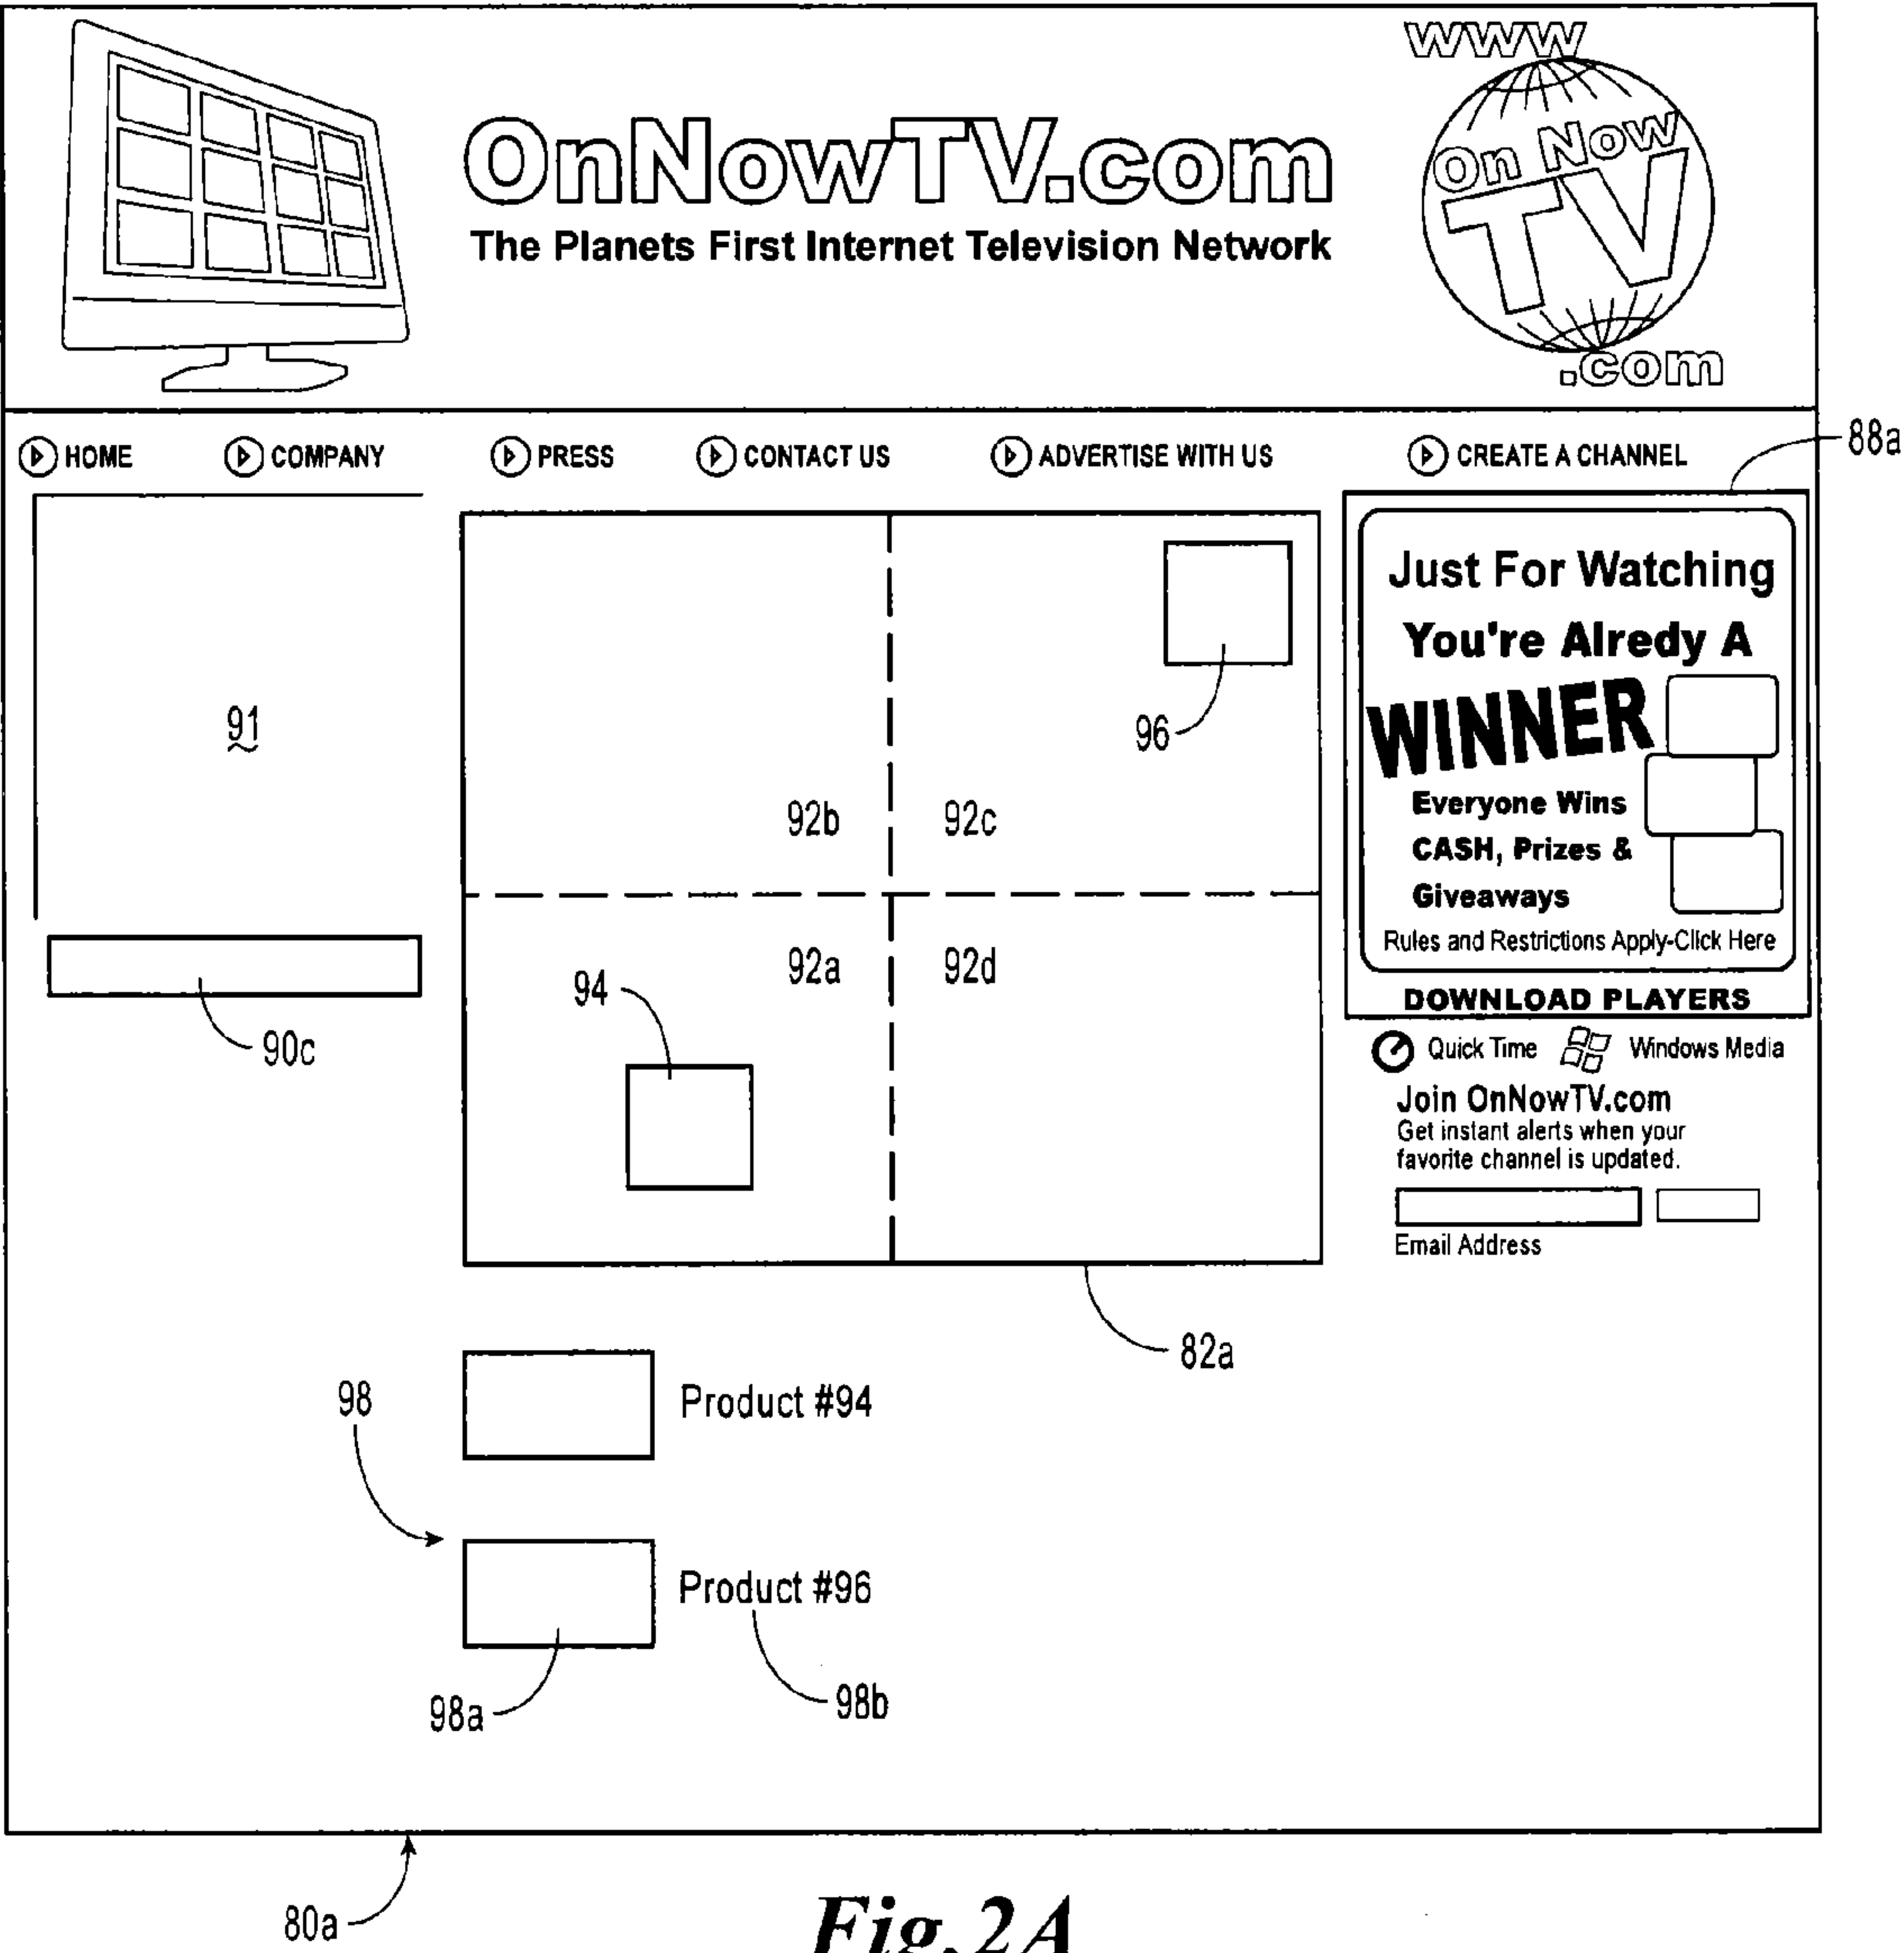 www
On Now
TV
.com
OnNowTV.com
The Planets First Internet Television Network
HOME COMPANY PRESS CONTACT US ADVERTISE WITH US CREATE A CHANNEL
88a
Just For Watching
You're Alredy A
WINNER
Everyone Wins
CASH, Prizes &
Giveaways
Rules and Restrictions Apply-Click Here
DOWNLOAD PLAYERS
Quick Time Windows Media
Join OnNowTV.com
Get instant alerts when your
favorite channel is updated.
Email Address
91
96
92b 92c
92a 92d
94
90c
82a
98
Product #94
Product #96
98a
98b
80a
Fig.2A